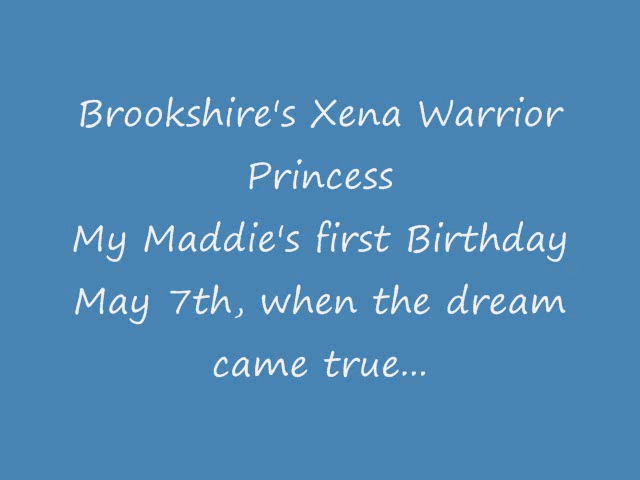 Brookshire's Xena Warrior
Princess
My Maddie's first Birthday
May 7th, when the dream
came true...